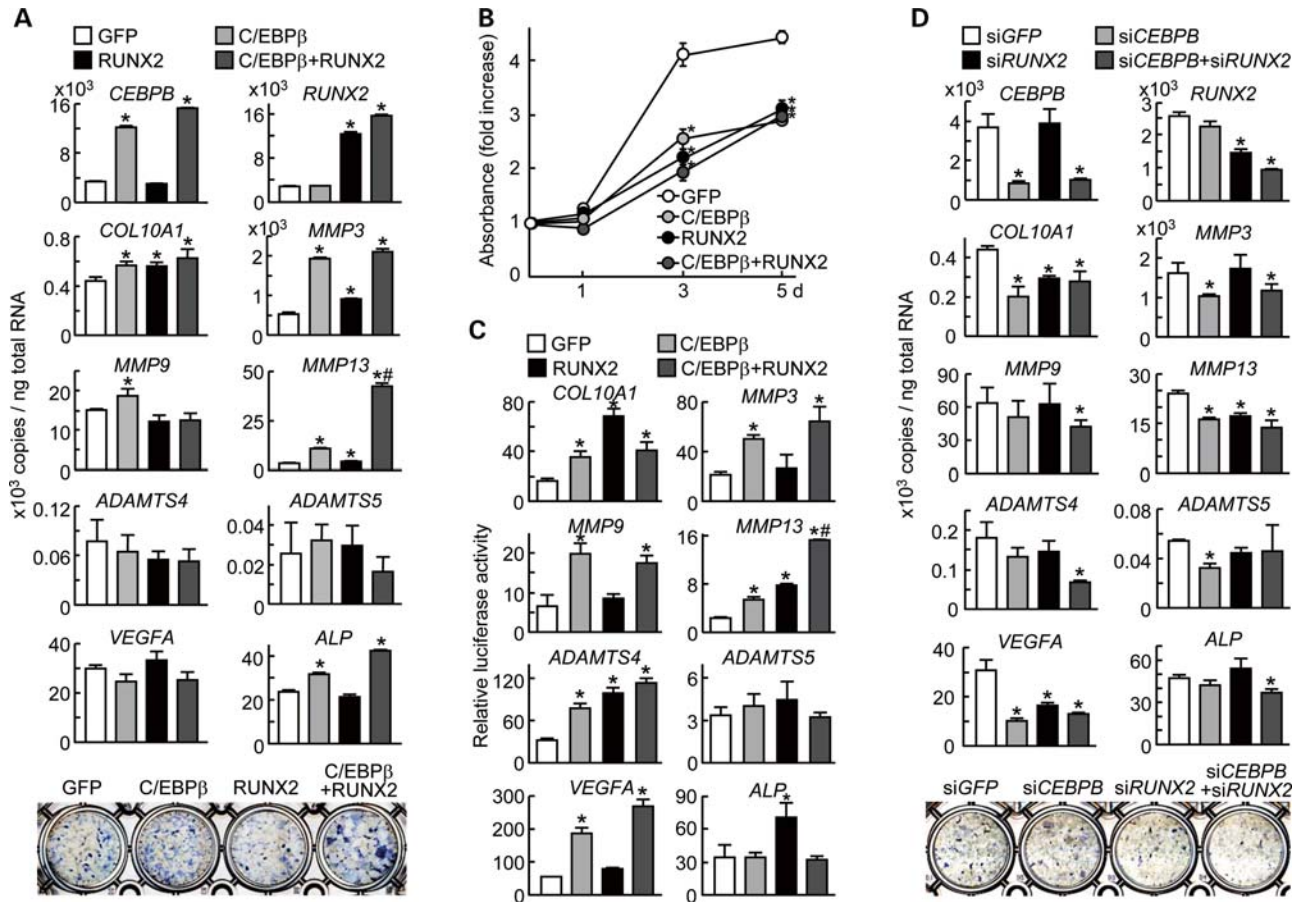 A
GFP
C/EBPβ
RUNX2
C/EBPβ+RUNX2
x10³ copies / ng total RNA
x10³
CEBPB
16
12
8
4
0
x10³
RUNX2
16
12
8
4
0
COL10A1
0.6
0.4
0.2
0
x10³
MMP3
2
1
0
*
MMP9
20
10
0
MMP13
50
25
0
*#
ADAMTS4
0.12
0.06
0
ADAMTS5
0.04
0.02
0
VEGFA
40
20
0
ALP
40
20
0
GFP
C/EBPβ
RUNX2
C/EBPβ
+RUNX2
B
Absorbance (fold increase)
4
3
2
1
0
GFP
C/EBPβ
RUNX2
C/EBPβ+RUNX2
1
3
5 d
C
GFP
C/EBPβ
RUNX2
C/EBPβ+RUNX2
Relative luciferase activity
COL10A1
80
40
0
MMP3
80
40
0
MMP9
20
10
0
MMP13
16
8
0
*#
ADAMTS4
120
60
0
ADAMTS5
6
3
0
VEGFA
300
200
100
0
ALP
90
60
30
0
D
siGFP
siCEBPB
siRUNX2
siCEBPB+siRUNX2
x10³ copies / ng total RNA
x10³
CEBPB
6
4
2
0
x10³
RUNX2
3
2
1
0
COL10A1
0.4
0.2
0
x10³
MMP3
3
2
1
0
MMP9
90
60
30
0
MMP13
30
15
0
ADAMTS4
0.2
0.1
0
ADAMTS5
0.08
0.04
0
VEGFA
40
20
0
ALP
60
30
0
siGFP
siCEBPB
siRUNX2
siCEBPB
+siRUNX2